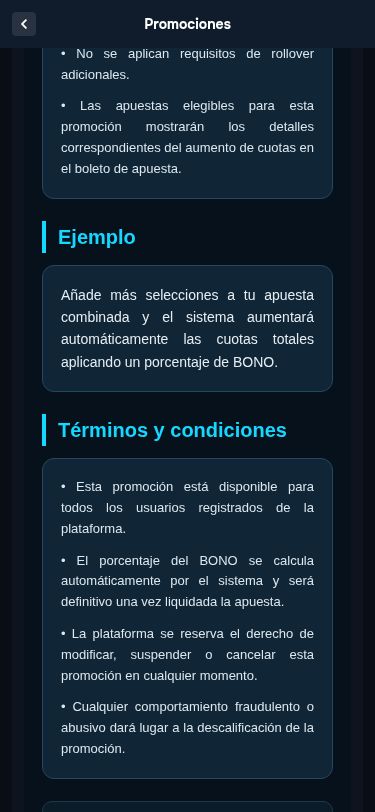 Promociones
• No se aplican requisitos de rollover
adicionales.
• Las apuestas elegibles para esta
promoción mostrarán los detalles
correspondientes del aumento de cuotas en
el boleto de apuesta.
Ejemplo
Añade más selecciones a tu apuesta
combinada y el sistema aumentará
automáticamente las cuotas totales
aplicando un porcentaje de BONO.
Términos y condiciones
• Esta promoción está disponible para
todos los usuarios registrados de la
plataforma.
• El porcentaje del BONO se calcula
automáticamente por el sistema y será
definitivo una vez liquidada la apuesta.
• La plataforma se reserva el derecho de
modificar, suspender o cancelar esta
promoción en cualquier momento.
• Cualquier comportamiento fraudulento o
abusivo dará lugar a la descalificación de la
promoción.